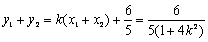 y₁ + y₂ = k(x₁ + x₂) + 6/5 = 6/(5(1+4k²))